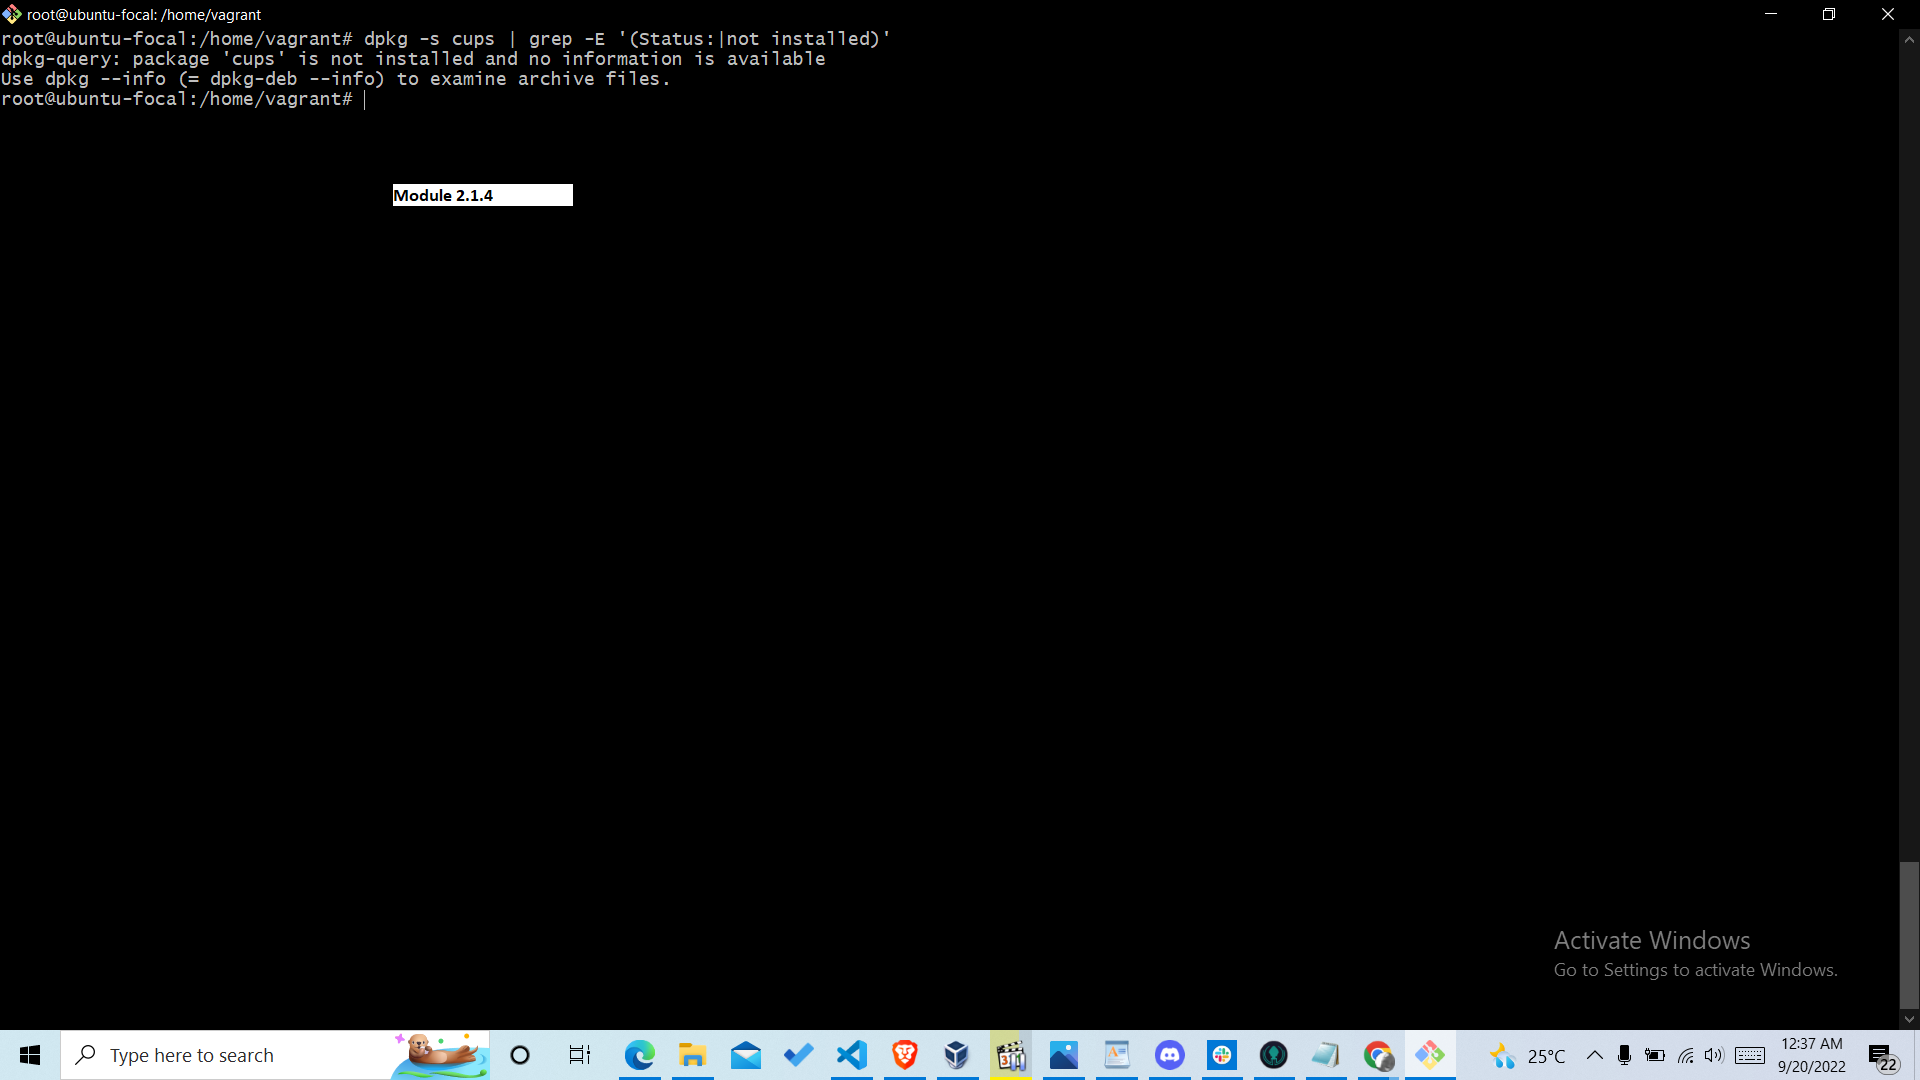 root@ubuntu-focal: /home/vagrant
root@ubuntu-focal:/home/vagrant# dpkg -s cups | grep -E '(Status:|not installed)'
dpkg-query: package 'cups' is not installed and no information is available
Use dpkg --info (= dpkg-deb --info) to examine archive files.
root@ubuntu-focal:/home/vagrant#
Module 2.1.4
Activate Windows
Go to Settings to activate Windows.
Type here to search
25°C
12:37 AM
9/20/2022
22